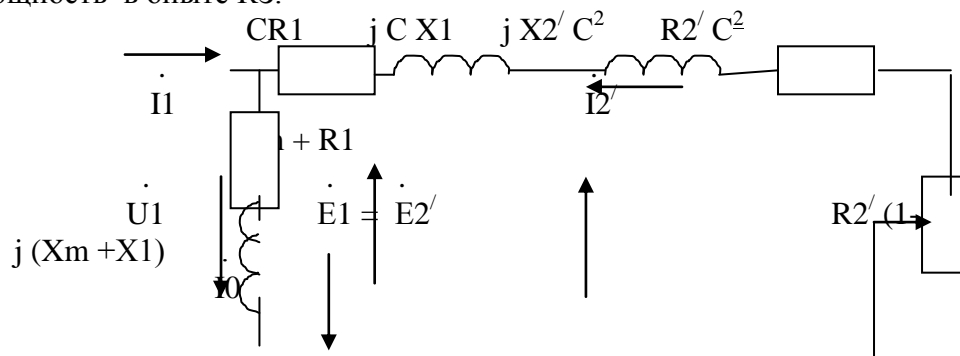 в опыте КЗ.
CR1 j C X1 j X2/ C2 R2/ C2
I1 I2/
+ R1
U1 E1 = E2/ R2/ (1-
j (Xm +X1)
I0